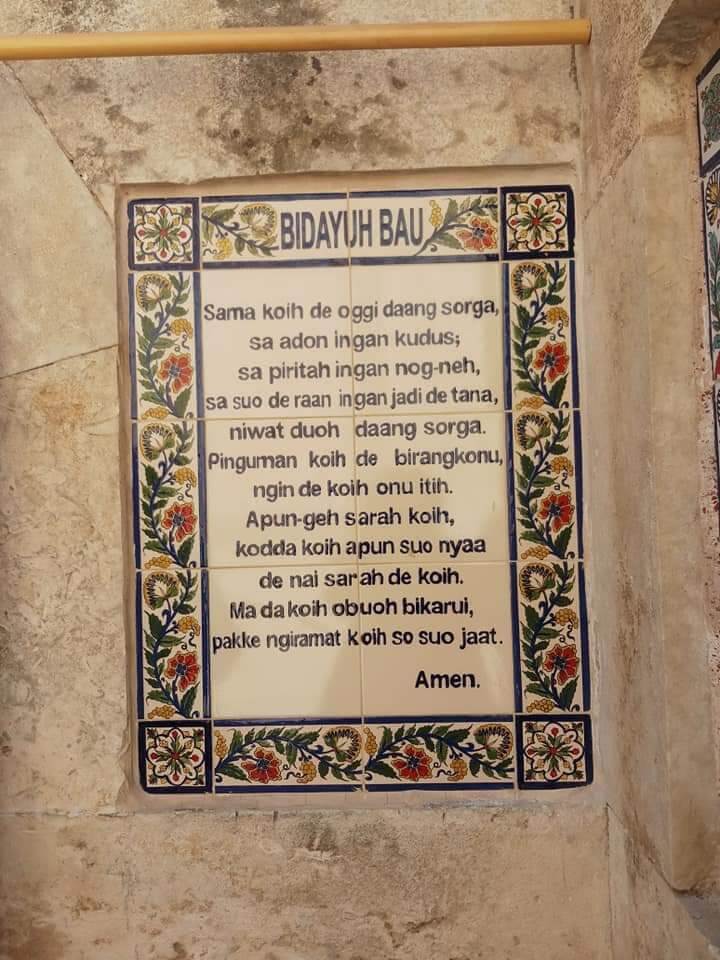 BIDAYUH BAU
Sama koih de oggi daang sorga,
sa adon ingan kudus;
sa piritah ingan nog-neh,
sa suo de raan ingan jadi de tana,
niwat duoh daang sorga.
Pinguman koih de birangkonu,
ngin de koih onu itih.
Apun-geh sarah koih,
kodda koih apun suo nyaa
de nai sarah de koih.
Ma da koih obuoh bikarui,
pakke ngiramat koih so suo jaat.
Amen.